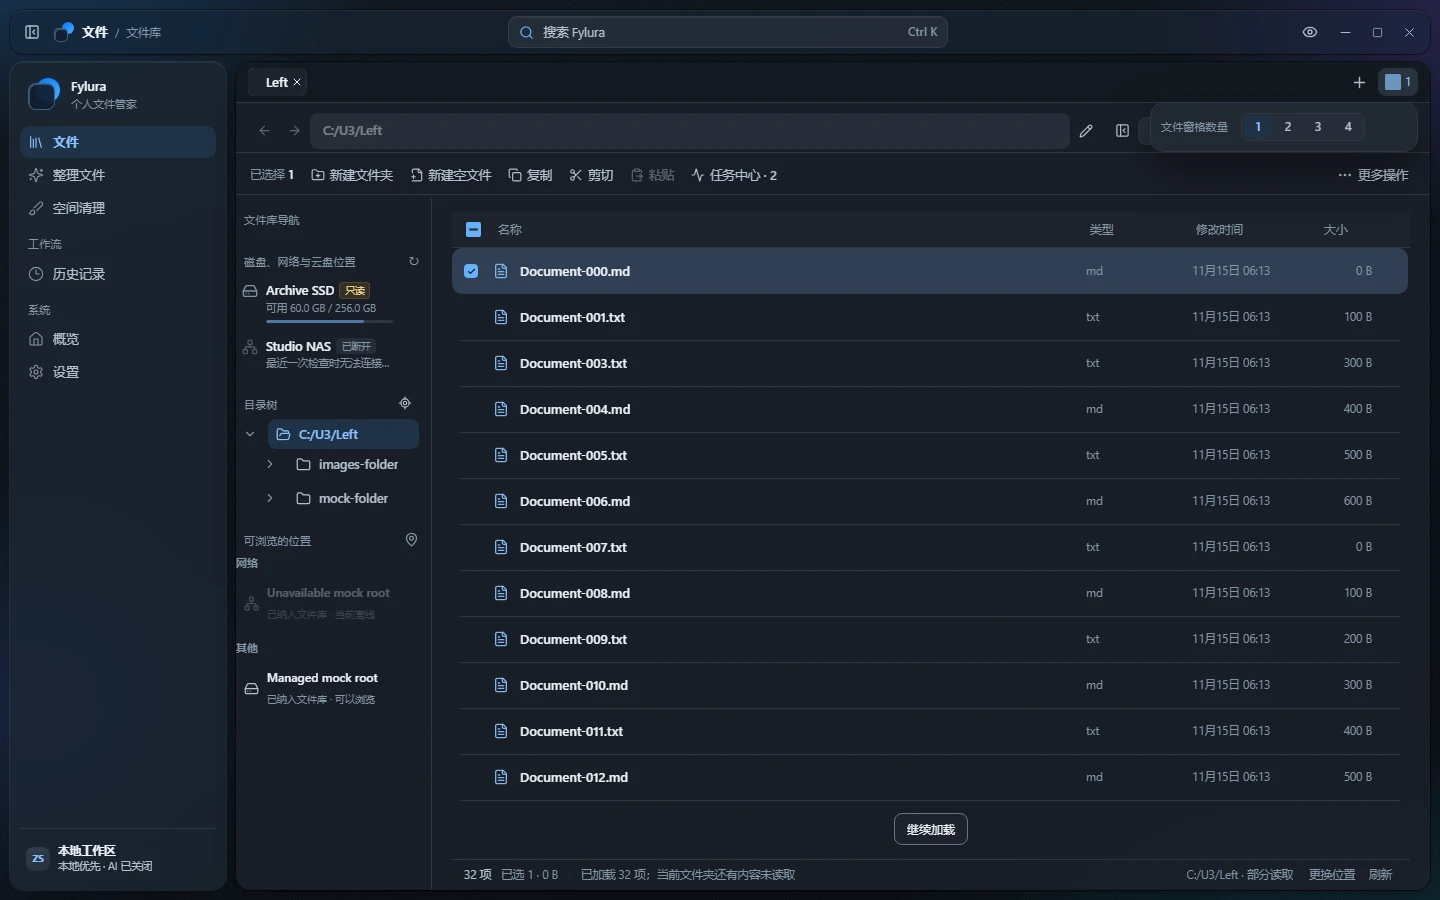 文件 / 文件库
搜索 Fylura
Ctrl K
Fylura
个人文件管家
文件
整理文件
空间清理
工作流
历史记录
系统
概览
设置
ZS
本地工作区
本地优先 · AI 已关闭
Left
1
C:/U3/Left
文件窗格数量
1 2 3 4
已选择 1
新建文件夹
新建空文件
复制
剪切
粘贴
任务中心 · 2
更多操作
文件库导航
磁盘、网络与云盘位置
Archive SSD 只读
可用 60.0 GB / 256.0 GB
Studio NAS 已断开
最近一次检查时无法连接...
目录树
C:/U3/Left
images-folder
mock-folder
可浏览的位置
网络
Unavailable mock root
已纳入文件库 · 当前离线
其他
Managed mock root
已纳入文件库 · 可以浏览
名称 类型 修改时间 大小
Document-000.md md 11月15日 06:13 0 B
Document-001.txt txt 11月15日 06:13 100 B
Document-003.txt txt 11月15日 06:13 300 B
Document-004.md md 11月15日 06:13 400 B
Document-005.txt txt 11月15日 06:13 500 B
Document-006.md md 11月15日 06:13 600 B
Document-007.txt txt 11月15日 06:13 0 B
Document-008.md md 11月15日 06:13 100 B
Document-009.txt txt 11月15日 06:13 200 B
Document-010.md md 11月15日 06:13 300 B
Document-011.txt txt 11月15日 06:13 400 B
Document-012.md md 11月15日 06:13 500 B
继续加载
32 项 已选 1 · 0 B · 已加载 32 项；当前文件夹还有内容未读取
C:/U3/Left · 部分读取 更换位置 刷新